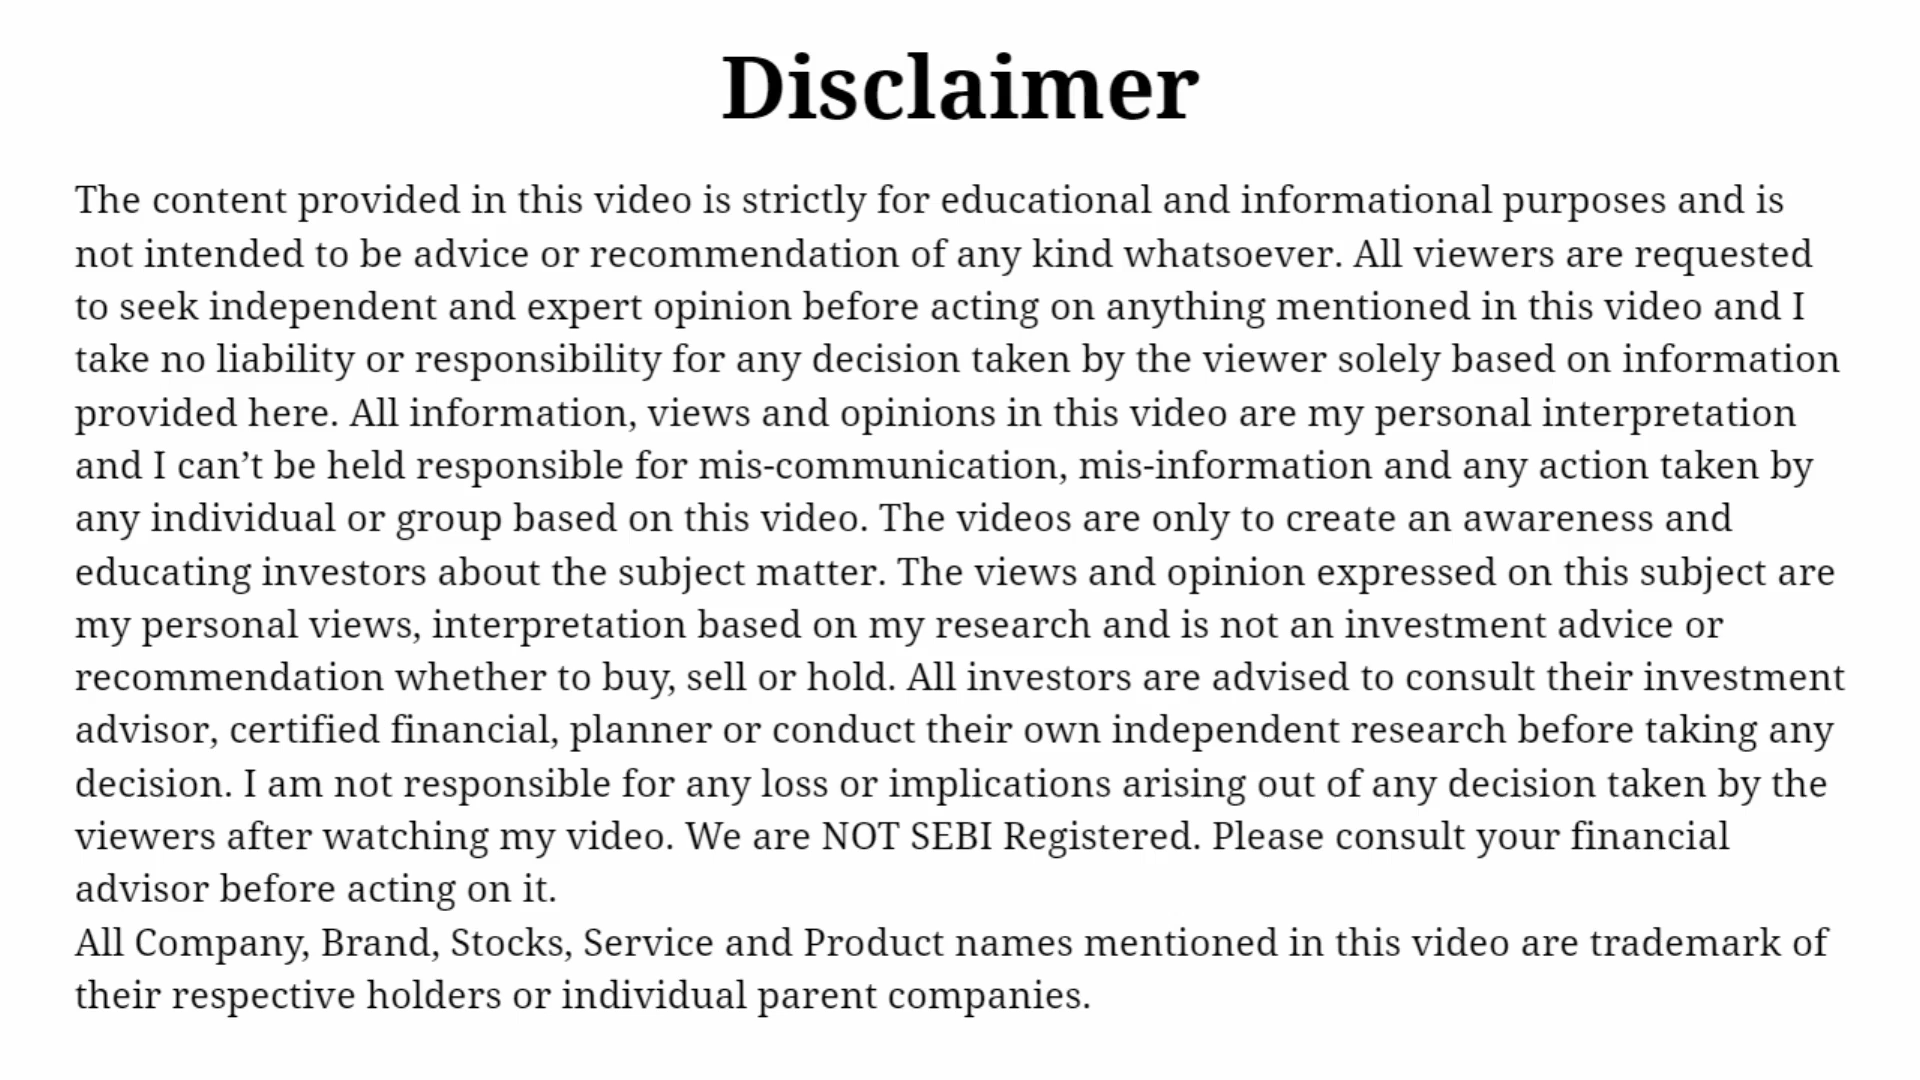 Disclaimer
The content provided in this video is strictly for educational and informational purposes and is
not intended to be advice or recommendation of any kind whatsoever. All viewers are requested
to seek independent and expert opinion before acting on anything mentioned in this video and I
take no liability or responsibility for any decision taken by the viewer solely based on information
provided here. All information, views and opinions in this video are my personal interpretation
and I can’t be held responsible for mis-communication, mis-information and any action taken by
any individual or group based on this video. The videos are only to create an awareness and
educating investors about the subject matter. The views and opinion expressed on this subject are
my personal views, interpretation based on my research and is not an investment advice or
recommendation whether to buy, sell or hold. All investors are advised to consult their investment
advisor, certified financial, planner or conduct their own independent research before taking any
decision. I am not responsible for any loss or implications arising out of any decision taken by the
viewers after watching my video. We are NOT SEBI Registered. Please consult your financial
advisor before acting on it.
All Company, Brand, Stocks, Service and Product names mentioned in this video are trademark of
their respective holders or individual parent companies.